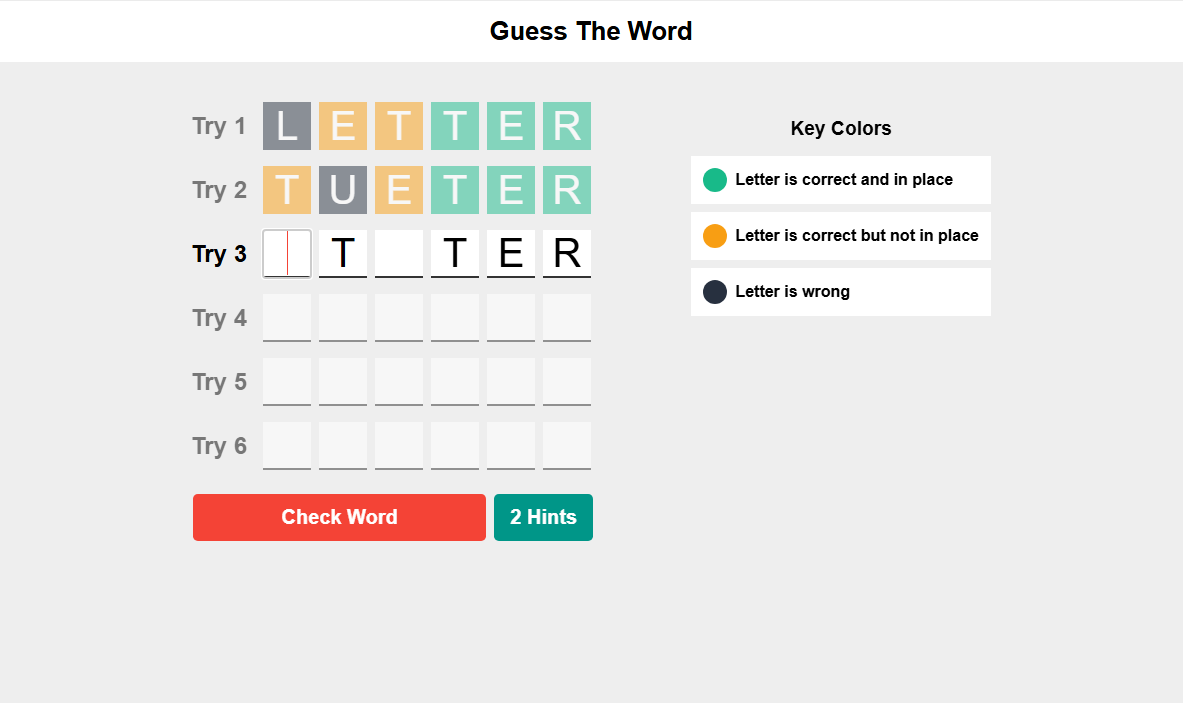 Guess The Word
Try 1 L E T T E R
Try 2 T U E T E R
Try 3 T T E R
Try 4
Try 5
Try 6
Check Word
2 Hints
Key Colors
Letter is correct and in place
Letter is correct but not in place
Letter is wrong